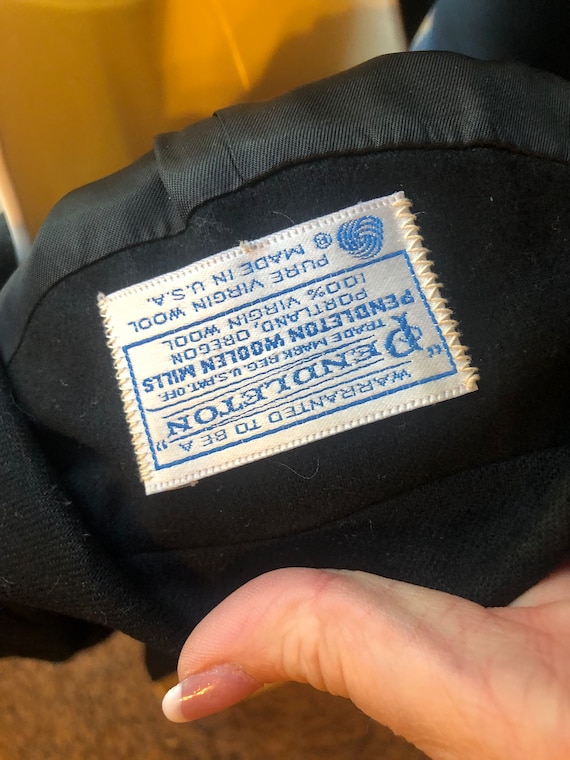 WARRANTED TO BE A
"PENDLETON"
TRADE MARK REG. U.S. PAT. OFF.
PENDLETON WOOLEN MILLS
PORTLAND, OREGON
100% VIRGIN WOOL
PURE VIRGIN WOOL
MADE IN U.S.A.
®